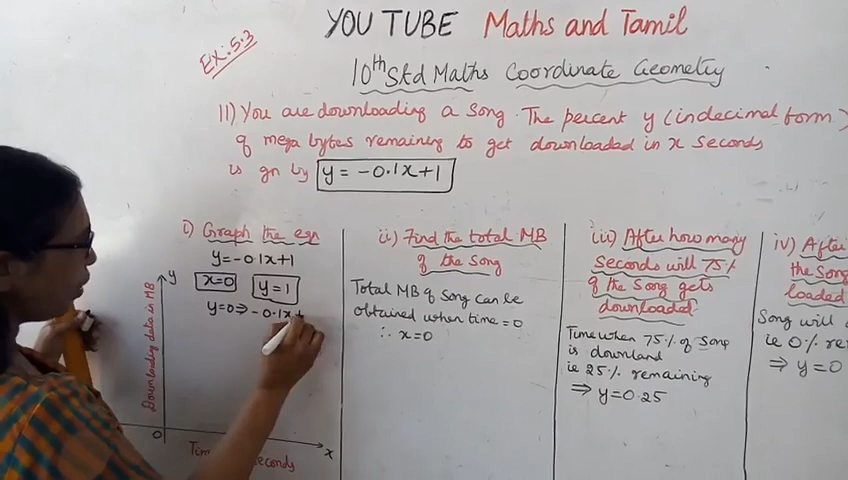 YOU TUBE Maths and Tamil
Ex:5.3
10th Std Maths Coordinate Geometry
11) You are downloading a song. The percent y (indecimal form)
of mega bytes remaining to get downloaded in x seconds
is gn by y = -0.1x+1
i) Graph the eqn
y=-0.1x+1
x=0 y=1
y=0⇒ -0.1x+
y
Downloading data in MB
0
x
Time seconds
ii) Find the total MB
of the song
Total MB of song can be
obtained when time=0
∴ x=0
iii) After how many
seconds will 75%
of the song gets
downloaded
Time when 75% of song
is downland
ie 25% remaining
⇒ y=0.25
iv) After
the song
loaded
Song will
ie 0% re
⇒ y=0